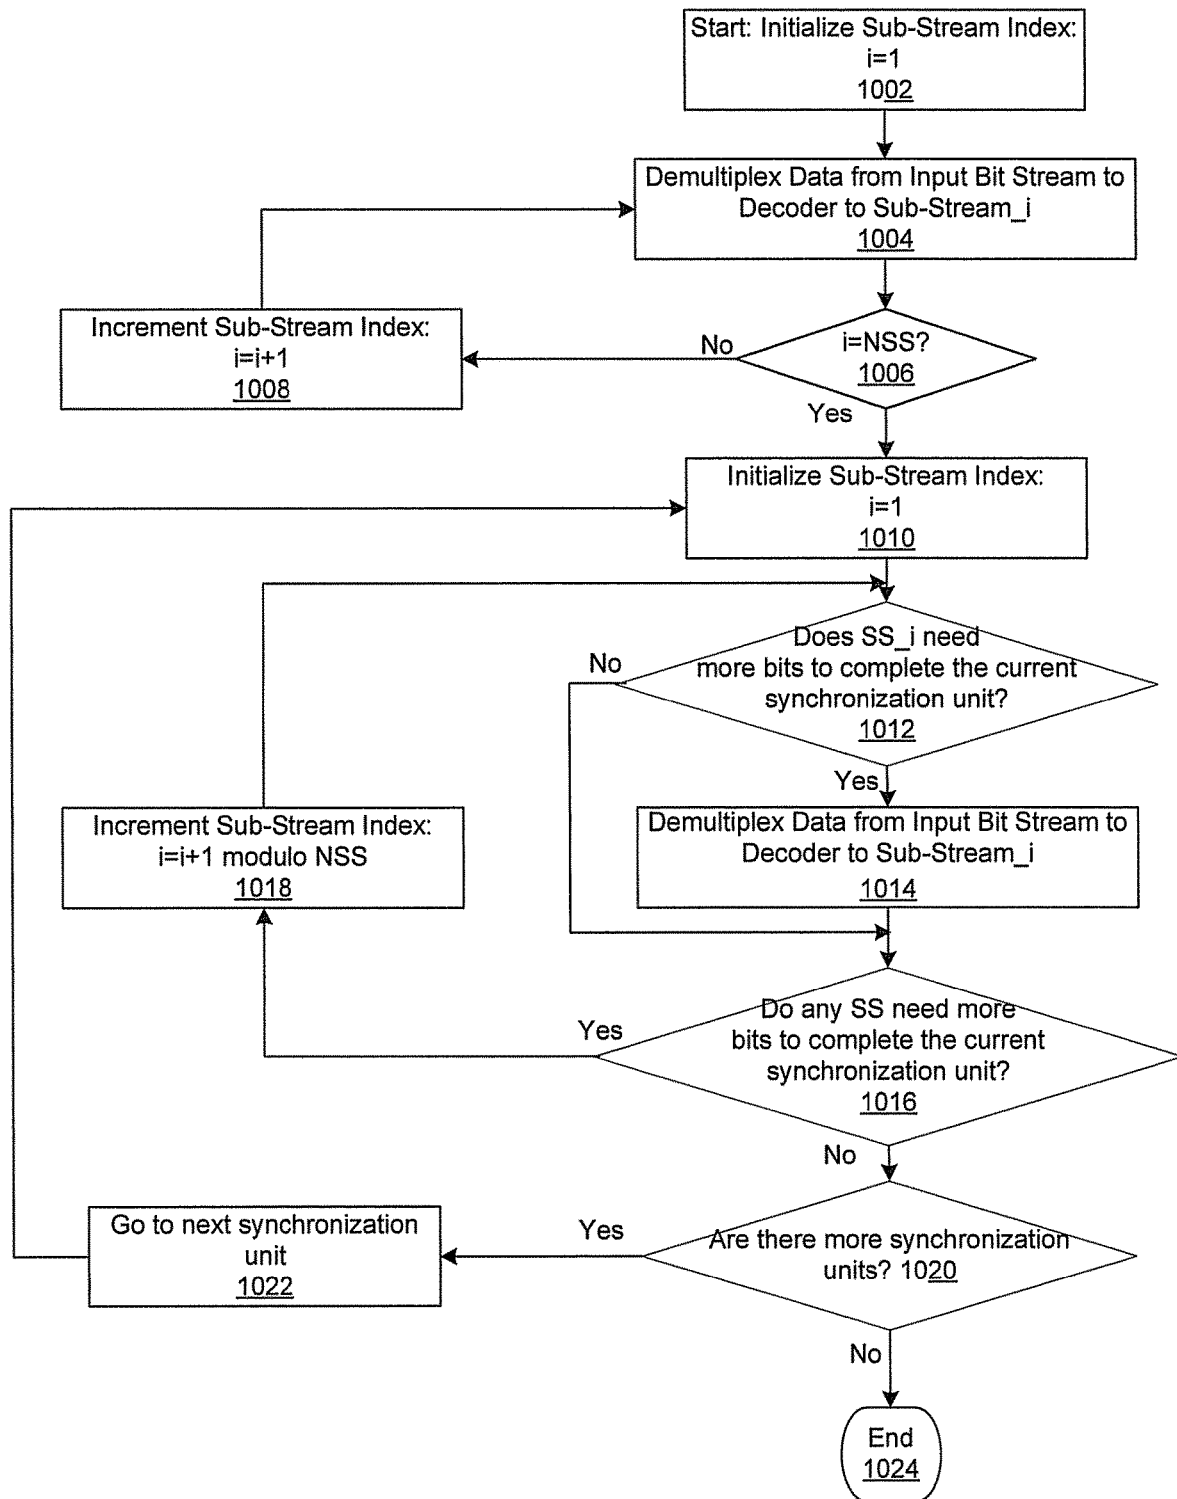 Start: Initialize Sub-Stream Index:
i=1
1002
Demultiplex Data from Input Bit Stream to
Decoder to Sub-Stream_i
1004
Increment Sub-Stream Index:
i=i+1
1008
No
i=NSS?
1006
Yes
Initialize Sub-Stream Index:
i=1
1010
No
Does SS_i need
more bits to complete the current
synchronization unit?
1012
Yes
Increment Sub-Stream Index:
i=i+1 modulo NSS
1018
Demultiplex Data from Input Bit Stream to
Decoder to Sub-Stream_i
1014
Yes
Do any SS need more
bits to complete the current
synchronization unit?
1016
No
Go to next synchronization
unit
1022
Yes
Are there more synchronization
units? 1020
No
End
1024